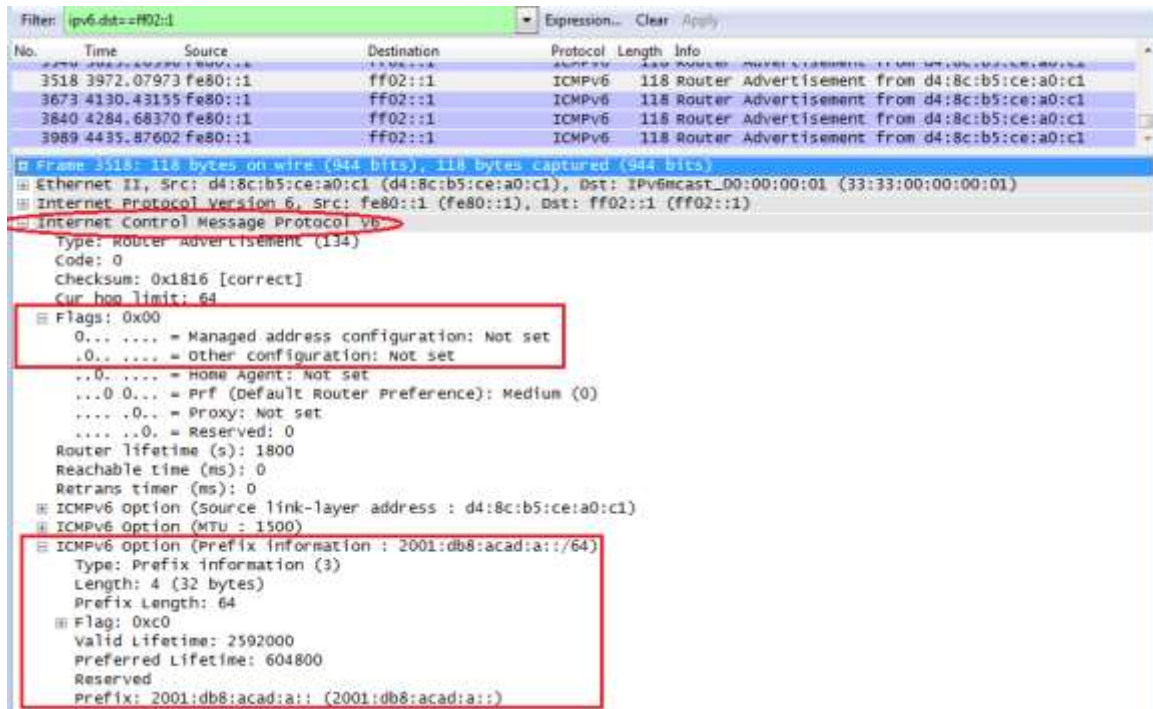 Filter: ipv6.dst==ff02::1 Expression... Clear Apply
No. Time Source Destination Protocol Length Info
3518 3972.07973 fe80::1 ff02::1 ICMPv6 118 Router Advertisement from d4:8c:b5:ce:a0:c1
3673 4130.43155 fe80::1 ff02::1 ICMPv6 118 Router Advertisement from d4:8c:b5:ce:a0:c1
3840 4284.68370 fe80::1 ff02::1 ICMPv6 118 Router Advertisement from d4:8c:b5:ce:a0:c1
3989 4435.87602 fe80::1 ff02::1 ICMPv6 118 Router Advertisement from d4:8c:b5:ce:a0:c1
Frame 3518: 118 bytes on wire (944 bits), 118 bytes captured (944 bits)
Ethernet II, Src: d4:8c:b5:ce:a0:c1 (d4:8c:b5:ce:a0:c1), Dst: IPv6mcast_00:00:00:01 (33:33:00:00:00:01)
Internet Protocol Version 6, Src: fe80::1 (fe80::1), Dst: ff02::1 (ff02::1)
Internet Control Message Protocol v6
Type: Router Advertisement (134)
Code: 0
Checksum: 0x1816 [correct]
Cur hop limit: 64
Flags: 0x00
0... .... = Managed address configuration: Not set
.0.. .... = Other configuration: Not set
..0. .... = Home Agent: Not set
...0 0... = Prf (Default Router Preference): Medium (0)
.... .0.. = Proxy: Not set
.... ..0. = Reserved: 0
Router lifetime (s): 1800
Reachable time (ms): 0
Retrans timer (ms): 0
ICMPv6 Option (Source link-layer address : d4:8c:b5:ce:a0:c1)
ICMPv6 Option (MTU : 1500)
ICMPv6 Option (Prefix information : 2001:db8:acad:a::/64)
Type: Prefix information (3)
Length: 4 (32 bytes)
Prefix Length: 64
Flag: 0xc0
Valid Lifetime: 2592000
Preferred Lifetime: 604800
Reserved
Prefix: 2001:db8:acad:a:: (2001:db8:acad:a::)